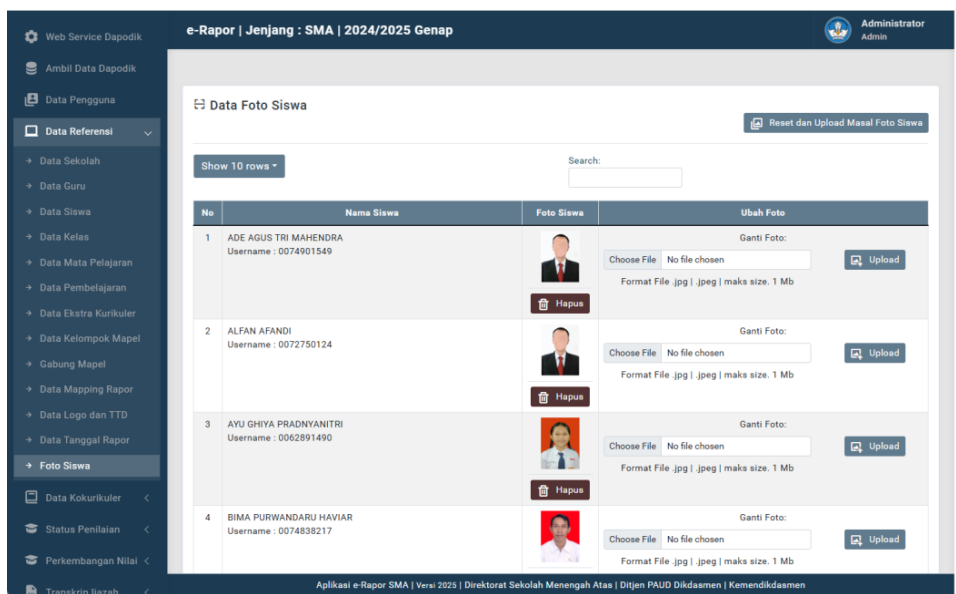 e-Rapor | Jenjang : SMA | 2024/2025 Genap
Administrator
Admin
Web Service Dapodik
Ambil Data Dapodik
Data Pengguna
Data Referensi
Data Sekolah
Data Guru
Data Siswa
Data Kelas
Data Mata Pelajaran
Data Pembelajaran
Data Ekstra Kurikuler
Data Kelompok Mapel
Gabung Mapel
Data Mapping Rapor
Data Logo dan TTD
Data Tanggal Rapor
Foto Siswa
Data Kokurikuler
Status Penilaian
Perkembangan Nilai
Transkrip Ijazah
Data Foto Siswa
Reset dan Upload Masal Foto Siswa
Show 10 rows
Search:
No Nama Siswa Foto Siswa Ubah Foto
1 ADE AGUS TRI MAHENDRA Ganti Foto:
Username : 0074901549
Choose File No file chosen Upload
Format File .jpg | .jpeg | maks size. 1 Mb
Hapus
2 ALFAN AFANDI Ganti Foto:
Username : 0072750124
Choose File No file chosen Upload
Format File .jpg | .jpeg | maks size. 1 Mb
Hapus
3 AYU GHIYA PRADNYANITRI Ganti Foto:
Username : 0062891490
Choose File No file chosen Upload
Format File .jpg | .jpeg | maks size. 1 Mb
Hapus
4 BIMA PURWANDARU HAVIAR Ganti Foto:
Username : 0074838217
Choose File No file chosen Upload
Format File .jpg | .jpeg | maks size. 1 Mb
Aplikasi e-Rapor SMA | Versi 2025 | Direktorat Sekolah Menengah Atas | Ditjen PAUD Dikdasmen | Kemendikdasmen